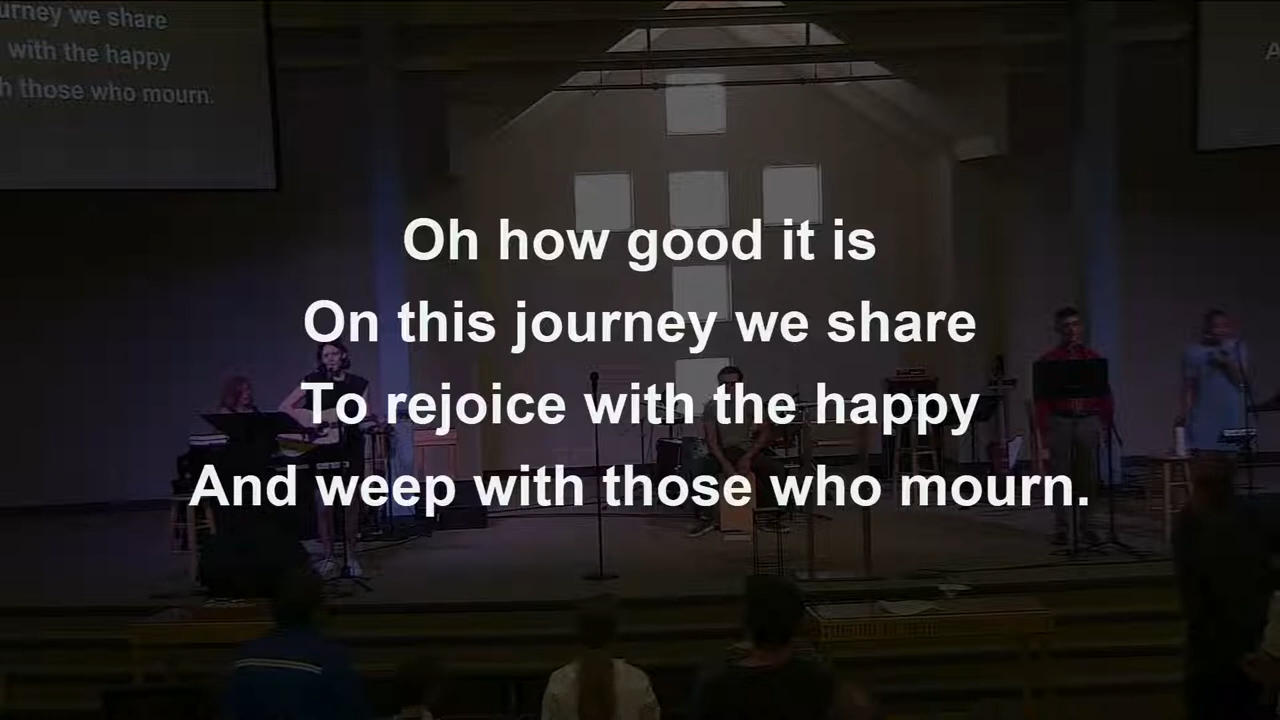 urney we share
with the happy
h those who mourn.
A
Oh how good it is
On this journey we share
To rejoice with the happy
And weep with those who mourn.